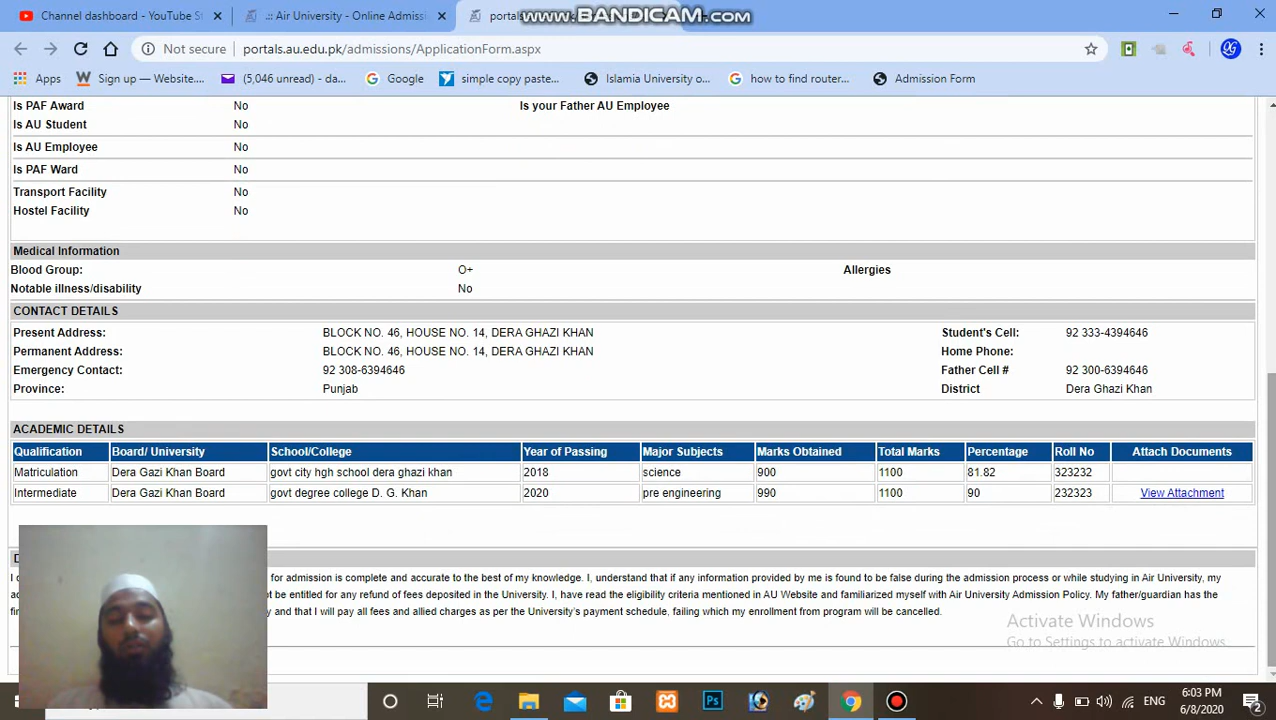 Channel dashboard - YouTube St
.:: Air University - Online Admissi
portals
www.BANDICAM.com
Not secure portals.au.edu.pk/admissions/ApplicationForm.aspx
Apps
Sign up — Website....
(5,046 unread) - da...
Google
simple copy paste...
Islamia University o...
how to find router...
Admission Form
Is PAF Award No Is your Father AU Employee
Is AU Student No
Is AU Employee No
Is PAF Ward No
Transport Facility No
Hostel Facility No
Medical Information
Blood Group: O+ Allergies
Notable illness/disability No
CONTACT DETAILS
Present Address: BLOCK NO. 46, HOUSE NO. 14, DERA GHAZI KHAN Student's Cell: 92 333-4394646
Permanent Address: BLOCK NO. 46, HOUSE NO. 14, DERA GHAZI KHAN Home Phone:
Emergency Contact: 92 308-6394646 Father Cell # 92 300-6394646
Province: Punjab District Dera Ghazi Khan
ACADEMIC DETAILS
Qualification Board/ University School/College Year of Passing Major Subjects Marks Obtained Total Marks Percentage Roll No Attach Documents
Matriculation Dera Gazi Khan Board govt city hgh school dera ghazi khan 2018 science 900 1100 81.82 323232
Intermediate Dera Gazi Khan Board govt degree college D. G. Khan 2020 pre engineering 990 1100 90 232323 View Attachment
for admission is complete and accurate to the best of my knowledge. I, understand that if any information provided by me is found to be false during the admission process or while studying in Air University, my
be entitled for any refund of fees deposited in the University. I, have read the eligibility criteria mentioned in AU Website and familiarized myself with Air University Admission Policy. My father/guardian has the
and that I will pay all fees and allied charges as per the University's payment schedule, failing which my enrollment from program will be cancelled.
Activate Windows
Go to Settings to activate Windows.
ENG
6:03 PM
6/8/2020
2